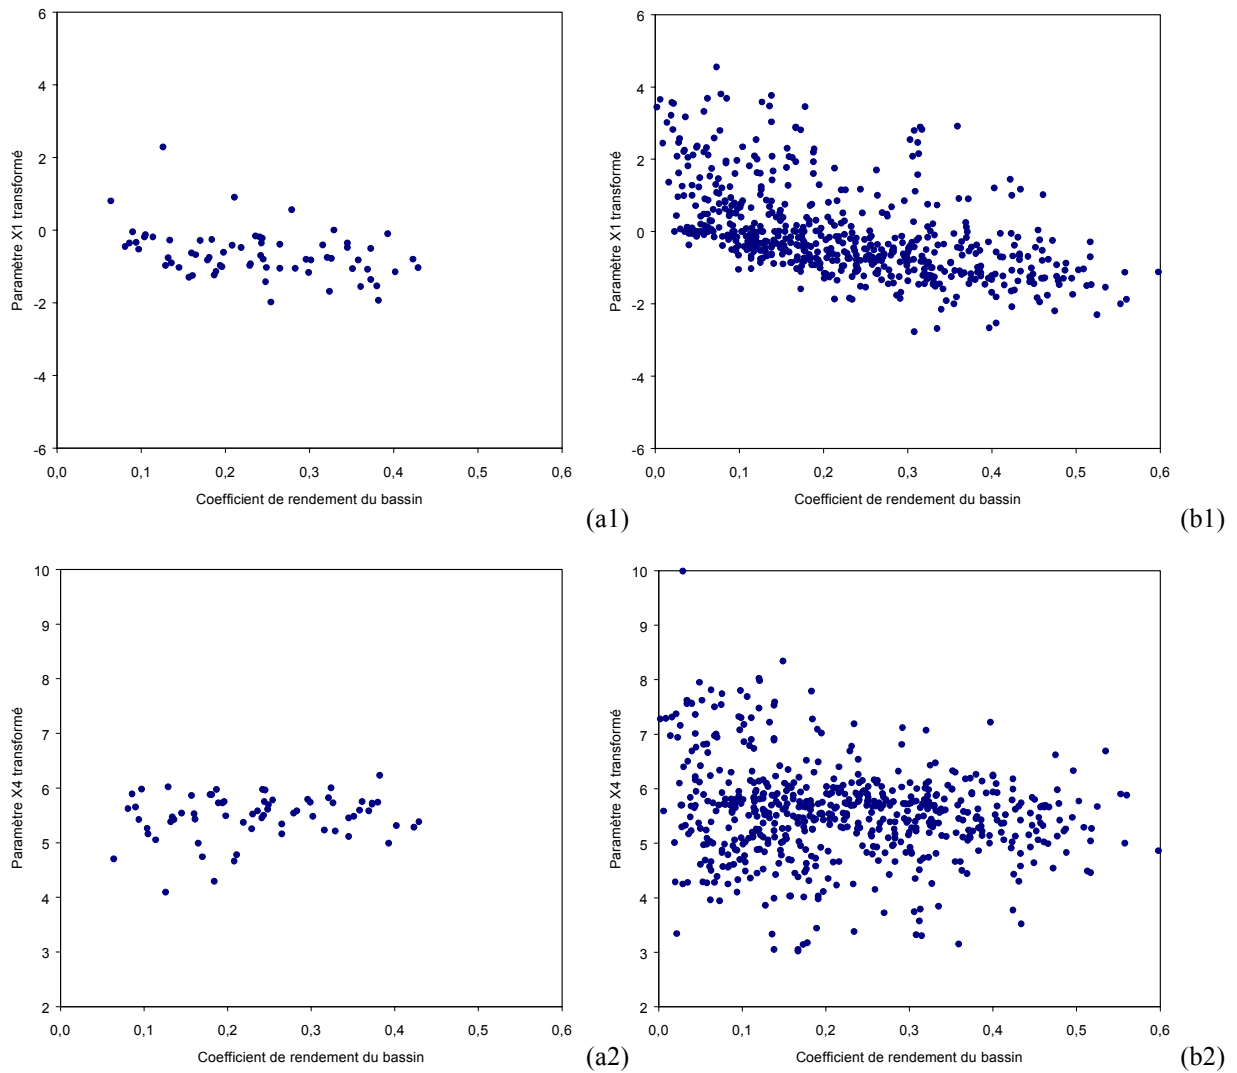 6
4
2
0
-2
-4
-6
Paramètre X1 transformé
0,0 0,1 0,2 0,3 0,4 0,5 0,6
Coefficient de rendement du bassin
(a1)
6
4
2
0
-2
-4
-6
Paramètre X1 transformé
0,0 0,1 0,2 0,3 0,4 0,5 0,6
Coefficient de rendement du bassin
(b1)
10
9
8
7
6
5
4
3
2
Paramètre X4 transformé
0,0 0,1 0,2 0,3 0,4 0,5 0,6
Coefficient de rendement du bassin
(a2)
10
9
8
7
6
5
4
3
2
Paramètre X4 transformé
0,0 0,1 0,2 0,3 0,4 0,5 0,6
Coefficient de rendement du bassin
(b2)